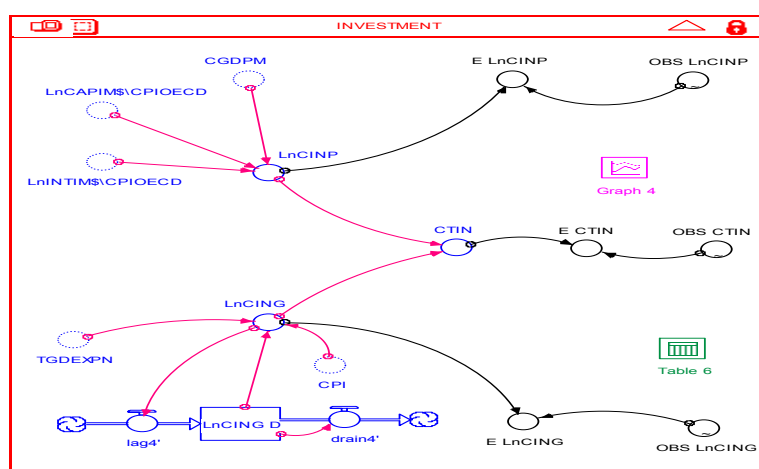 INVESTMENT
CGDPM
E LnCINP
OBS LnCINP
LnCAPIM$\CPIOECD
LnCINP
LnINTIM$\CPIOECD
Graph 4
CTIN
E CTIN
OBS CTIN
~
LnCING
TGDEXPN
CPI
Table 6
LnCING D
lag4'
drain4'
E LnCING
OBS LnCING